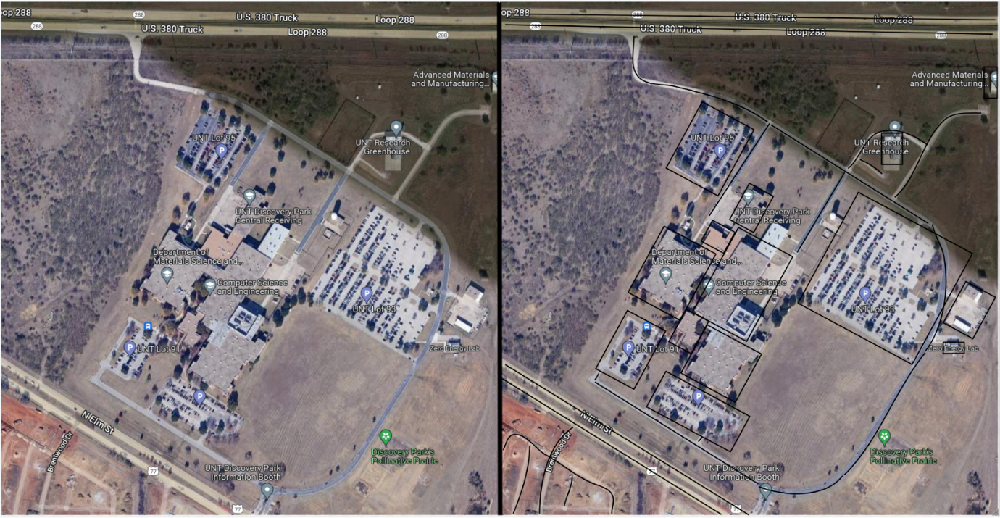 oop 288
288
U.S. 380 Truck
Loop 288
288
U.S. 380 Truck
Loop 288
288
Advanced Materials
and Manufacturing...
UNT Lot 95
P
UNT Research
Greenhouse
UNT Discovery Park
Central Receiving
Department of
Materials Science and...
Computer Science
and Engineering
P
UNT Lot 93
P
UNT Lot 91
Zero Energy Lab
P
N Elm St
Brentwood Dr
Discovery Park's
Pollinative Prairie
UNT Discovery Park
Information Booth
77
77
op 288
288
U.S. 380 Truck
Loop 288
288
U.S. 380 Truck
Loop 288
288
Advanced Materials
and Manufacturing...
UNT Lot 95
P
UNT Research
Greenhouse
UNT Discovery Park
Central Receiving
Department of
Materials Science and...
Computer Science
and Engineering
P
UNT Lot 93
P
UNT Lot 91
Zero Energy Lab
P
N Elm St
Brentwood Dr
Discovery Park's
Pollinative Prairie
UNT Discovery Park
Information Booth
77
77